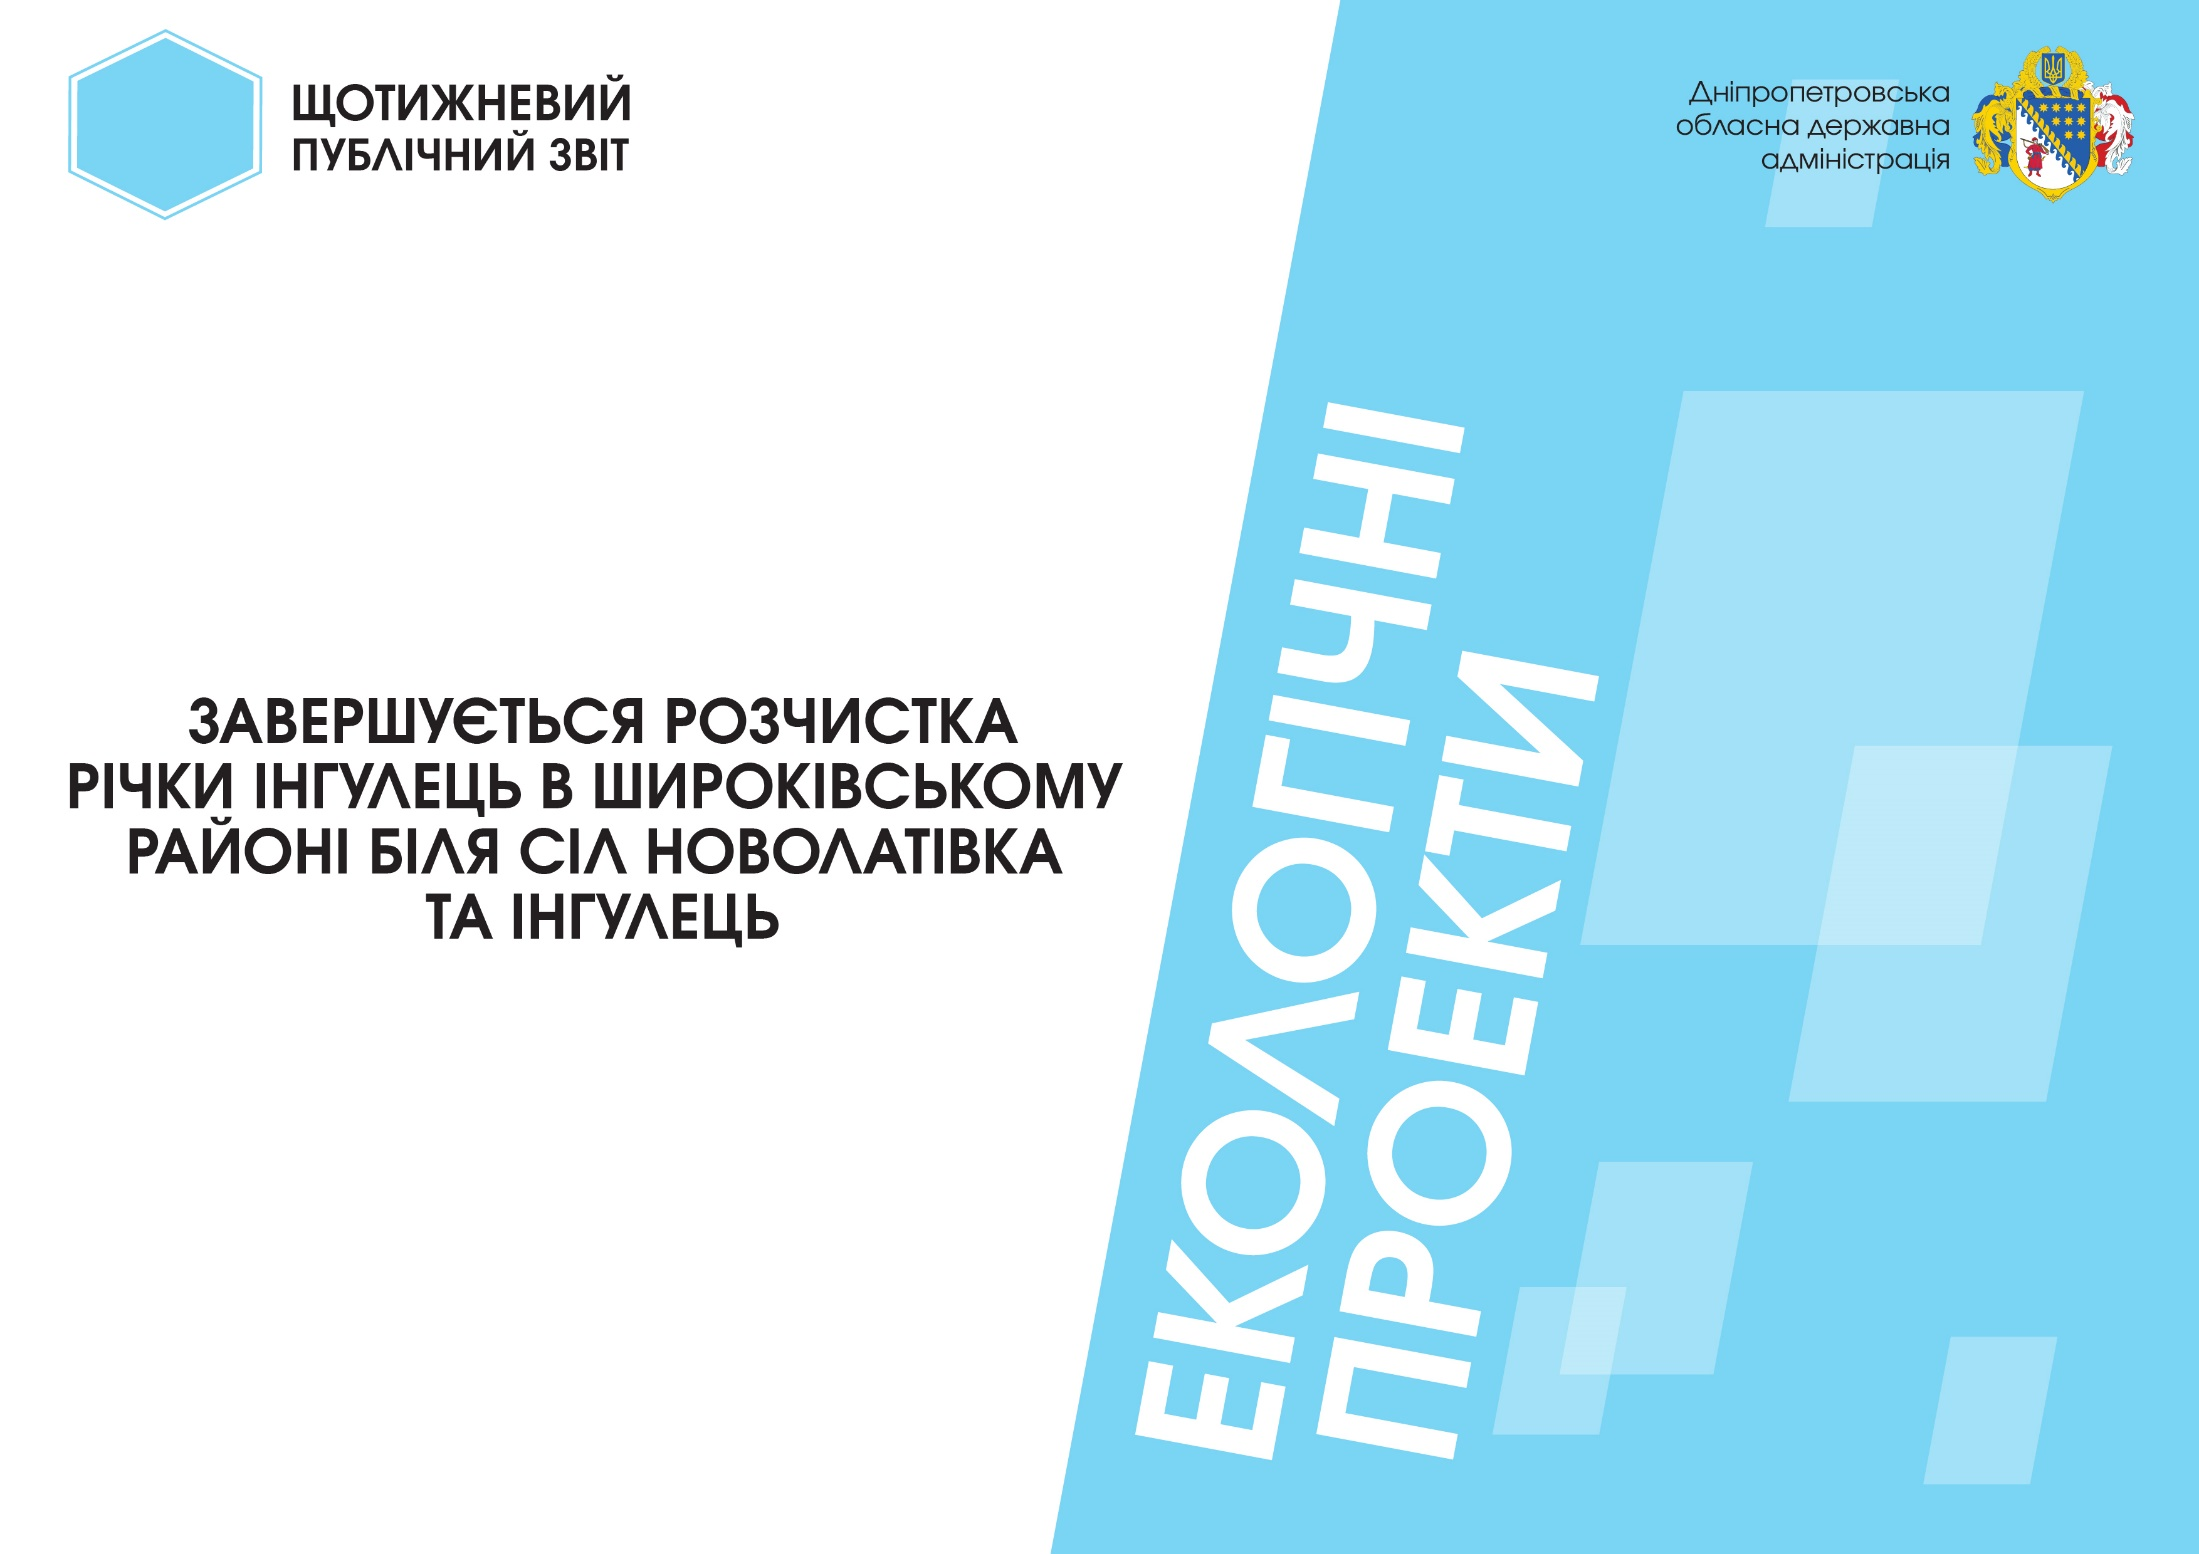 ЩОТИЖНЕВИЙ
ПУБЛІЧНИЙ ЗВІТ
Дніпропетровська
обласна державна
адміністрація
ЗАВЕРШУЄТЬСЯ РОЗЧИСТКА
РІЧКИ ІНГУЛЕЦЬ В ШИРОКІВСЬКОМУ
РАЙОНІ БІЛЯ СІЛ НОВОЛАТІВКА
ТА ІНГУЛЕЦЬ
ЕКОЛОГІЧНІ
ПРОЕКТИ